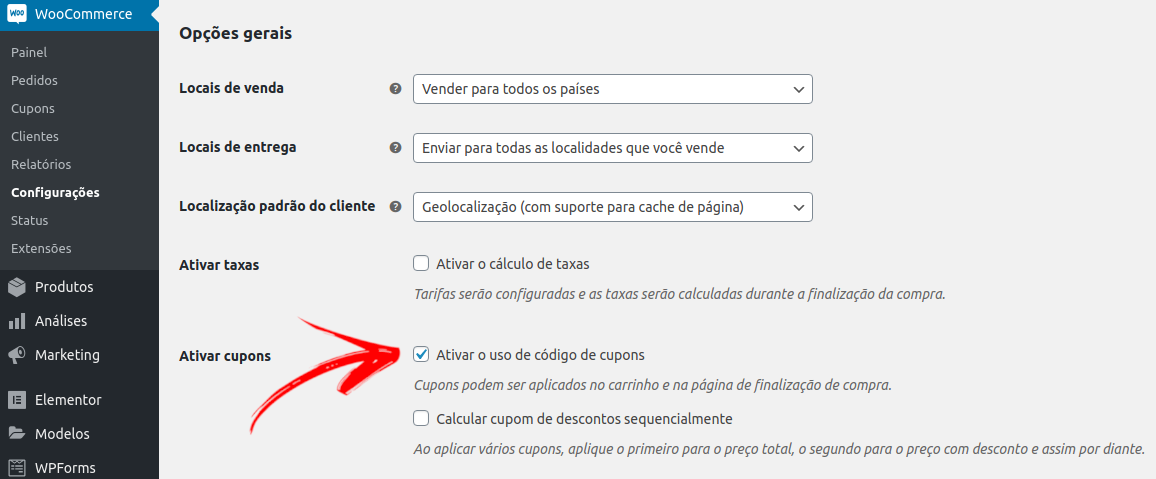 Woo WooCommerce
Painel
Pedidos
Cupons
Clientes
Relatórios
Configurações
Status
Extensões
Produtos
Análises
Marketing
Elementor
Modelos
WPForms
Opções gerais
Locais de venda ? Vender para todos os países
Locais de entrega ? Enviar para todas as localidades que você vende
Localização padrão do cliente ? Geolocalização (com suporte para cache de página)
Ativar taxas Ativar o cálculo de taxas
Tarifas serão configuradas e as taxas serão calculadas durante a finalização da compra.
Ativar cupons Ativar o uso de código de cupons
Cupons podem ser aplicados no carrinho e na página de finalização de compra.
Calcular cupom de descontos sequencialmente
Ao aplicar vários cupons, aplique o primeiro para o preço total, o segundo para o preço com desconto e assim por diante.